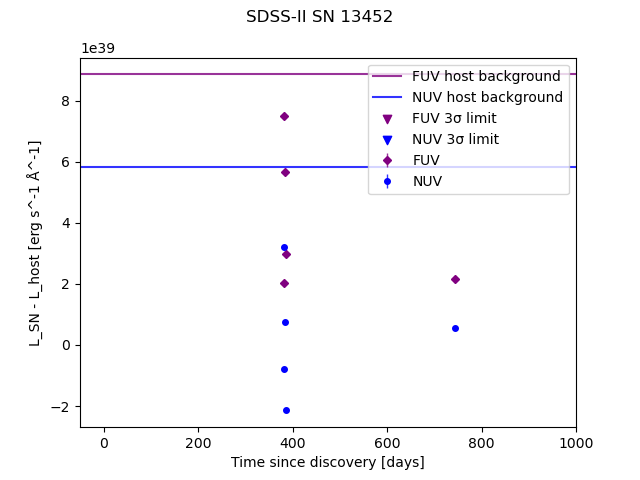 SDSS-II SN 13452
1e39
FUV host background
NUV host background
FUV 3σ limit
NUV 3σ limit
FUV
NUV
L_SN - L_host [erg s^-1 Å^-1]
8
6
4
2
0
−2
0 200 400 600 800 1000
Time since discovery [days]